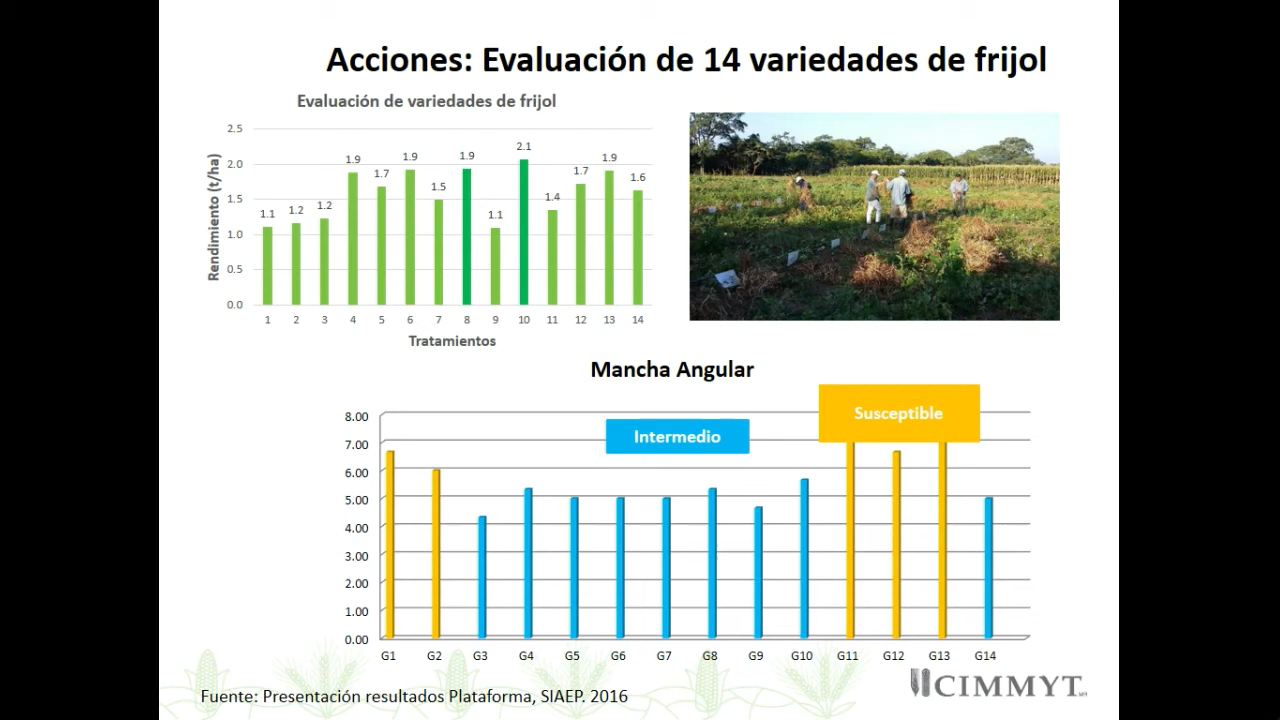 Acciones: Evaluación de 14 variedades de frijol
Evaluación de variedades de frijol
Rendimiento (t/ha)
2.5
2.0
1.5
1.0
0.5
0.0
1.1
1.2
1.2
1.9
1.7
1.9
1.5
1.9
1.1
2.1
1.4
1.7
1.9
1.6
1 2 3 4 5 6 7 8 9 10 11 12 13 14
Tratamientos
Mancha Angular
Intermedio
Susceptible
8.00
7.00
6.00
5.00
4.00
3.00
2.00
1.00
0.00
G1 G2 G3 G4 G5 G6 G7 G8 G9 G10 G11 G12 G13 G14
Fuente: Presentación resultados Plataforma, SIAEP. 2016
CIMMYT